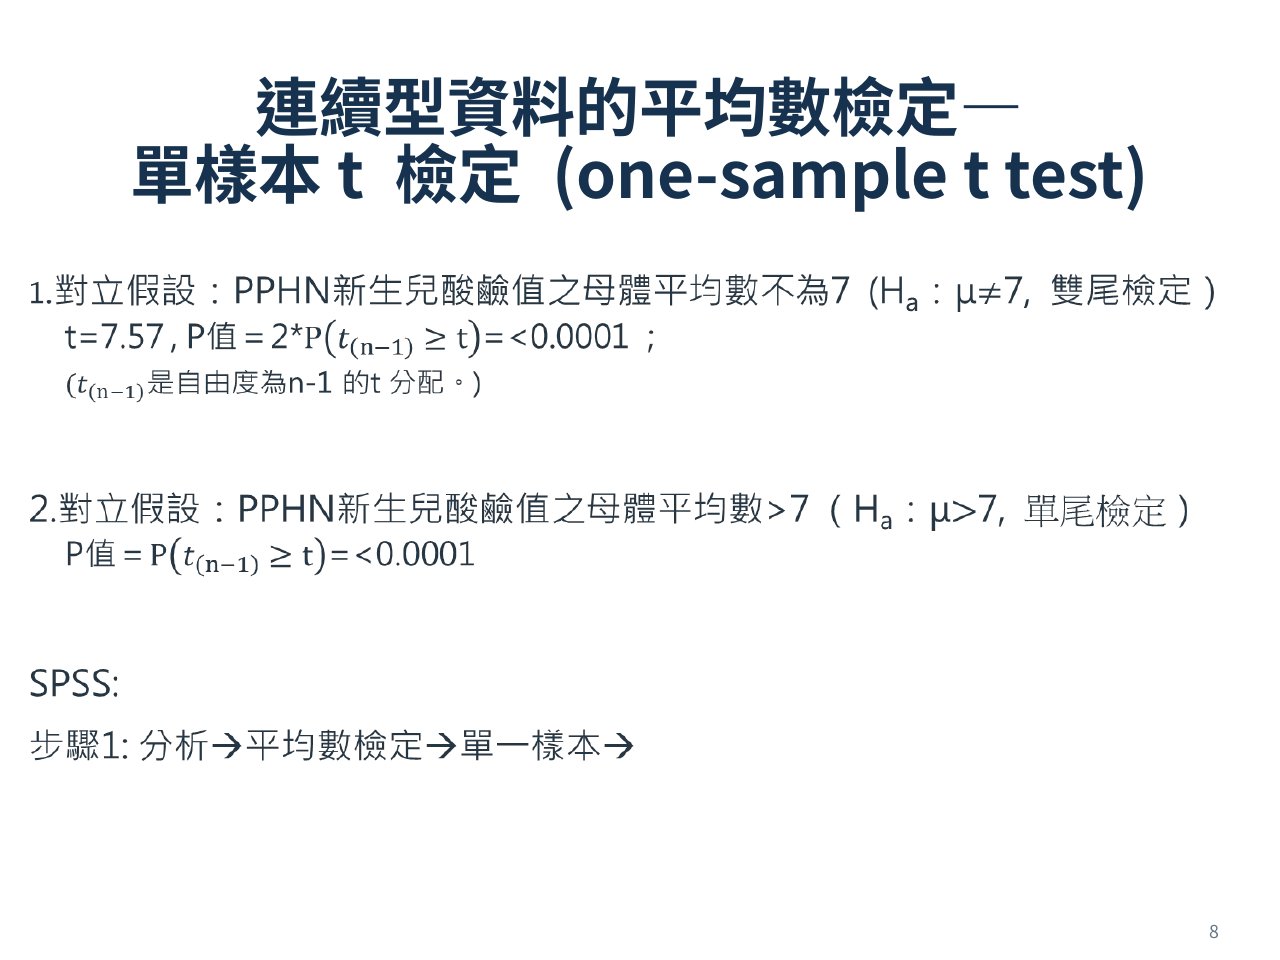 連續型資料的平均數檢定—
單樣本 t 檢定 (one-sample t test)
1.對立假設：PPHN新生兒酸鹼值之母體平均數不為7 (Hₐ：μ≠7, 雙尾檢定 )
t=7.57 , P值 = 2*P(t₍ₙ₋₁₎ ≥ t)=<0.0001 ；
(t₍ₙ₋₁₎是自由度為n-1 的t 分配。)
2.對立假設：PPHN新生兒酸鹼值之母體平均數>7 ( Hₐ：μ>7, 單尾檢定 )
P值 = P(t₍ₙ₋₁₎ ≥ t)=<0.0001
SPSS:
步驟1: 分析→平均數檢定→單一樣本→
8